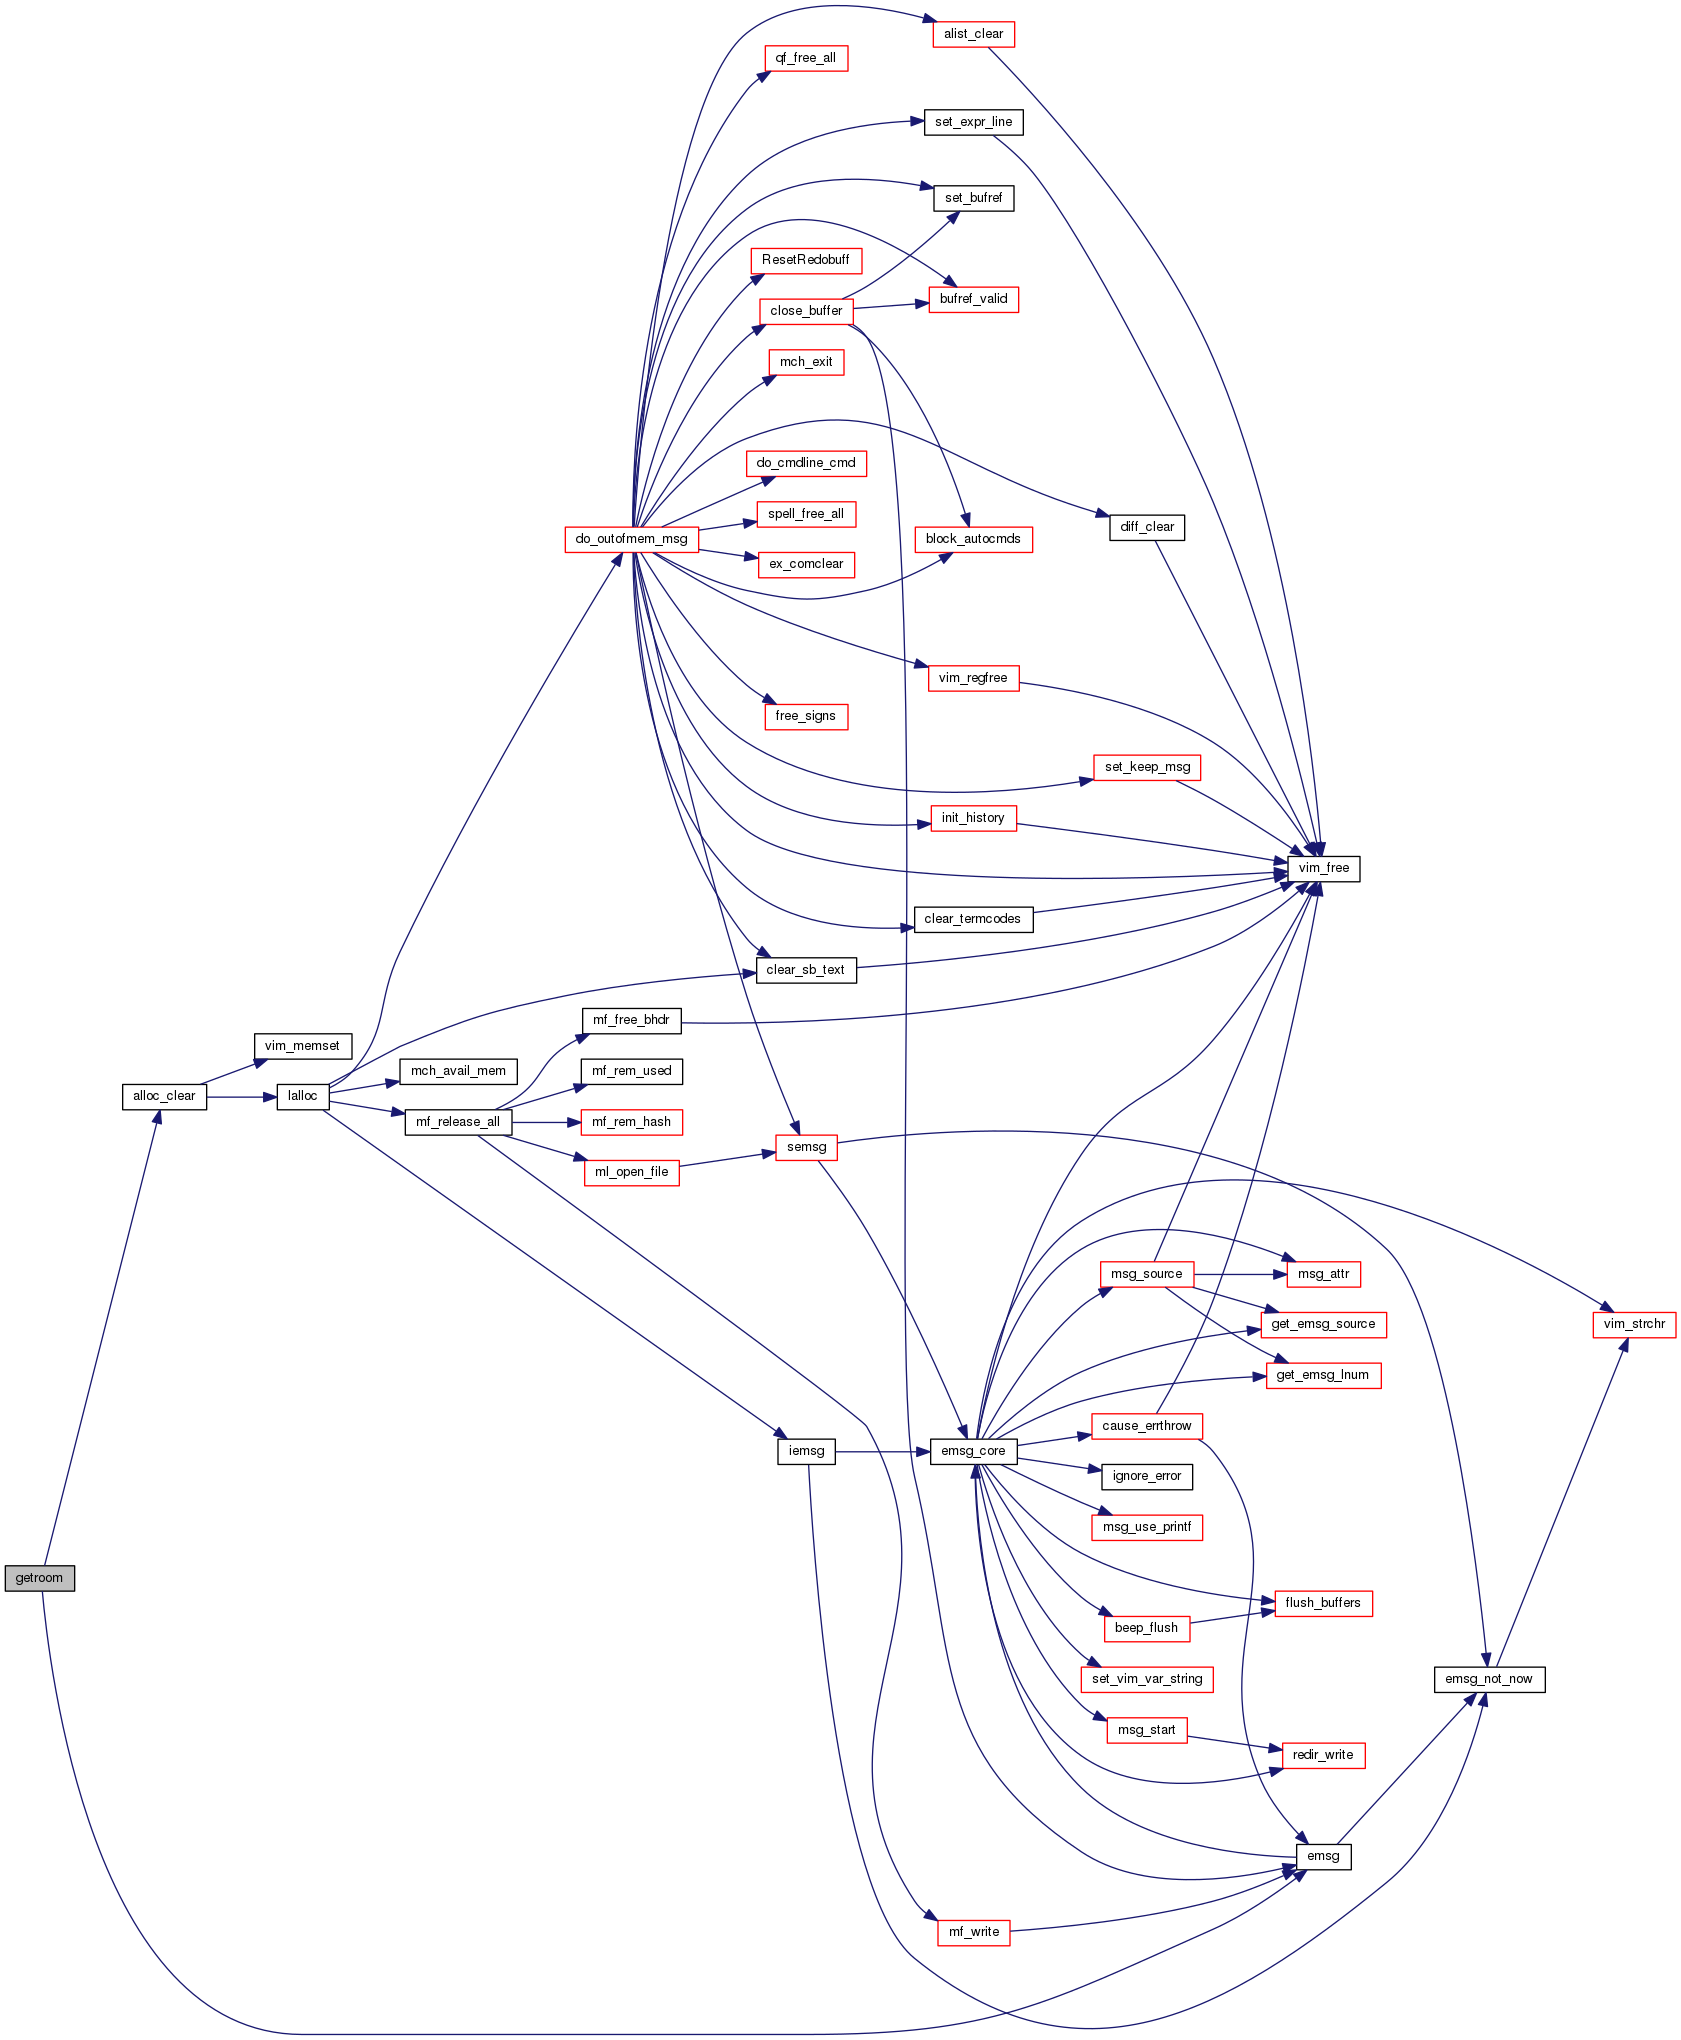 alist_clear
qf_free_all
set_expr_line
set_bufref
ResetRedobuff
bufref_valid
close_buffer
mch_exit
do_cmdline_cmd
spell_free_all
diff_clear
do_outofmem_msg
block_autocmds
ex_comclear
vim_regfree
free_signs
set_keep_msg
init_history
vim_free
clear_termcodes
clear_sb_text
mf_free_bhdr
vim_memset
mch_avail_mem
mf_rem_used
alloc_clear
lalloc
mf_release_all
mf_rem_hash
semsg
ml_open_file
msg_source
msg_attr
get_emsg_source
vim_strchr
get_emsg_lnum
cause_errthrow
iemsg
emsg_core
ignore_error
msg_use_printf
getroom
flush_buffers
beep_flush
set_vim_var_string
emsg_not_now
msg_start
redir_write
emsg
mf_write